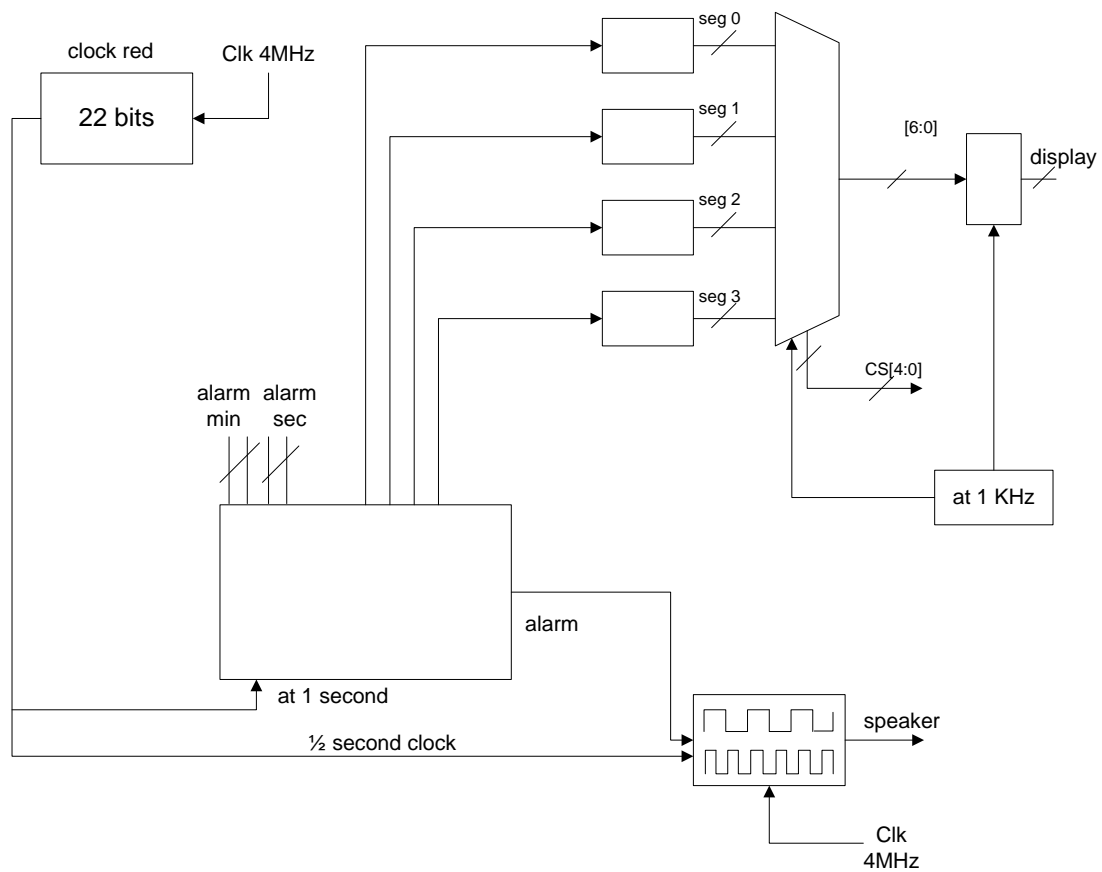 clock red
Clk 4MHz
22 bits
seg 0
seg 1
seg 2
seg 3
[6:0]
display
CS[4:0]
at 1 KHz
alarm
min
alarm
sec
alarm
at 1 second
½ second clock
speaker
Clk
4MHz